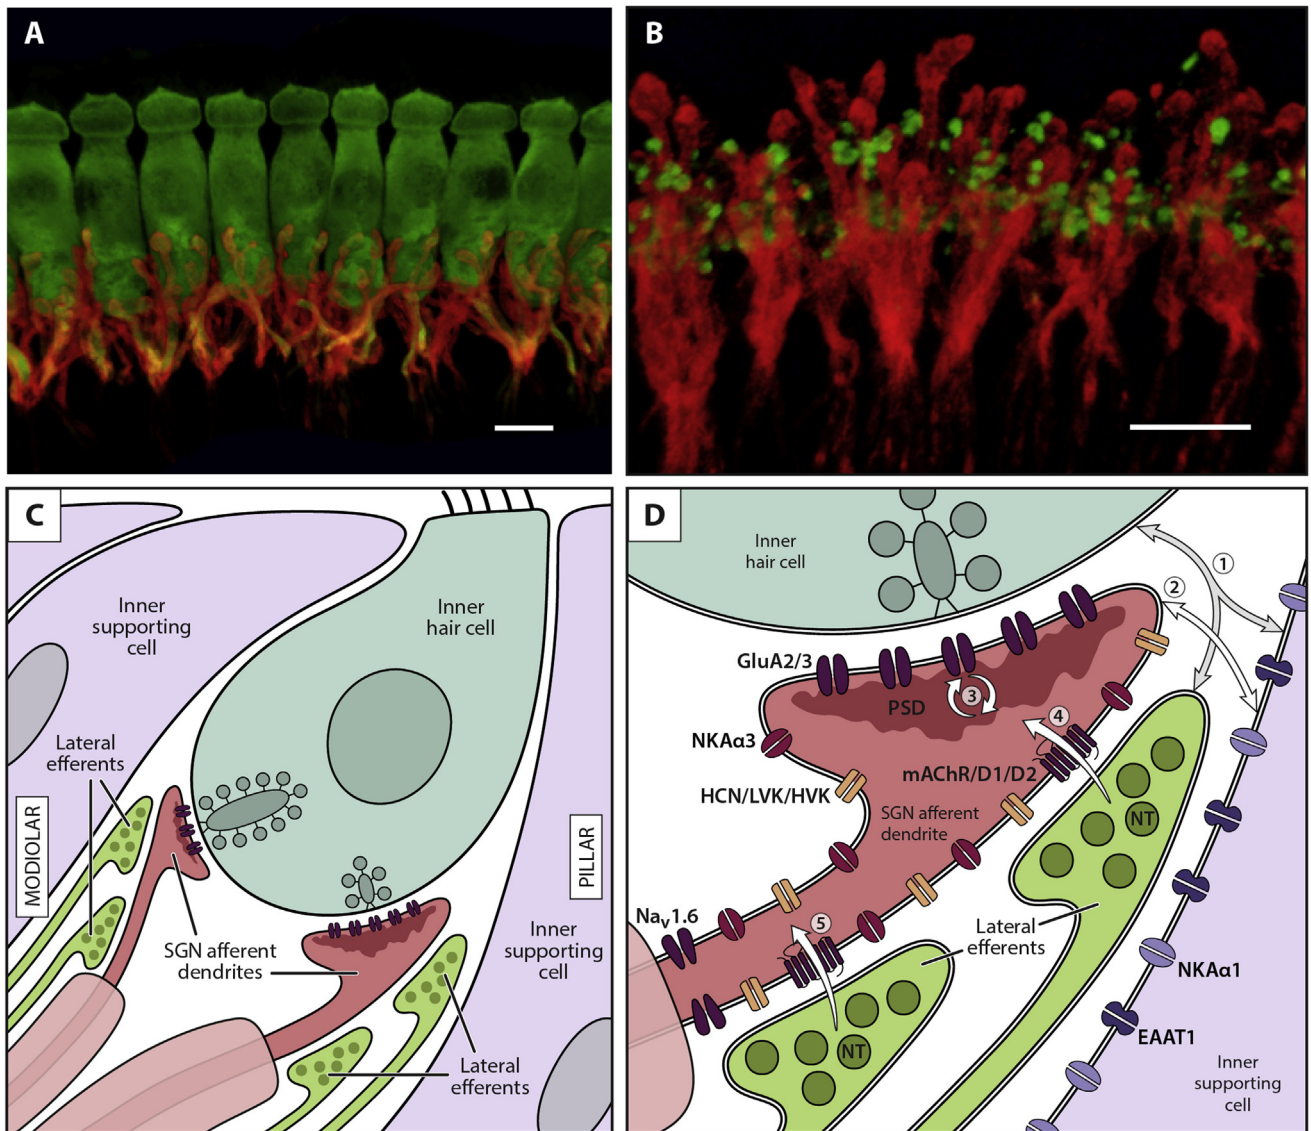 A
B
C
Inner
supporting
cell
Inner
hair cell
Lateral
efferents
MODIOLAR
PILLAR
SGN afferent
dendrites
Inner
supporting
cell
Lateral
efferents
D
Inner
hair cell
1
2
GluA2/3
3
PSD
4
NKAα3
mAChR/D1/D2
HCN/LVK/HVK
SGN afferent
dendrite
NT
Nav1.6
5
Lateral
efferents
NKAα1
NT
EAAT1
Inner
supporting
cell